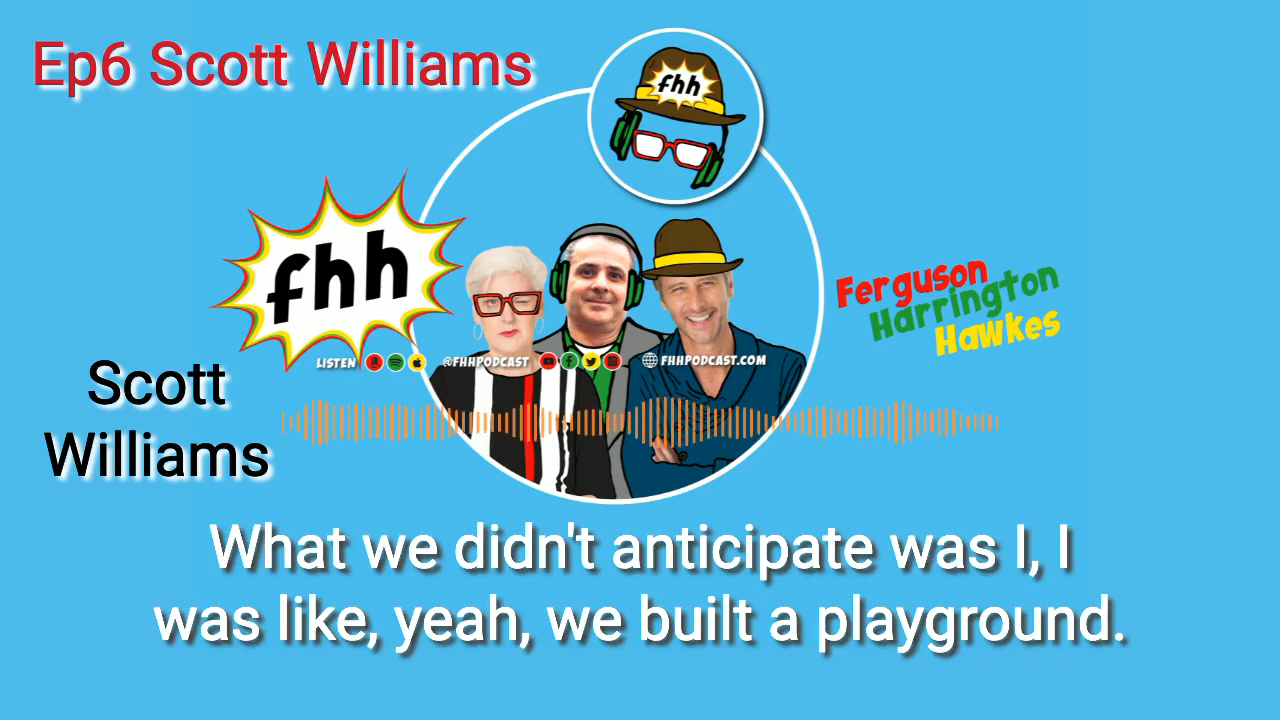 Ep6 Scott Williams
fhh
fhh
Ferguson
Harrington
Hawkes
LISTEN
@FHHPODCAST
FHHPODCAST.COM
Scott
Williams
What we didn't anticipate was I, I
was like, yeah, we built a playground.